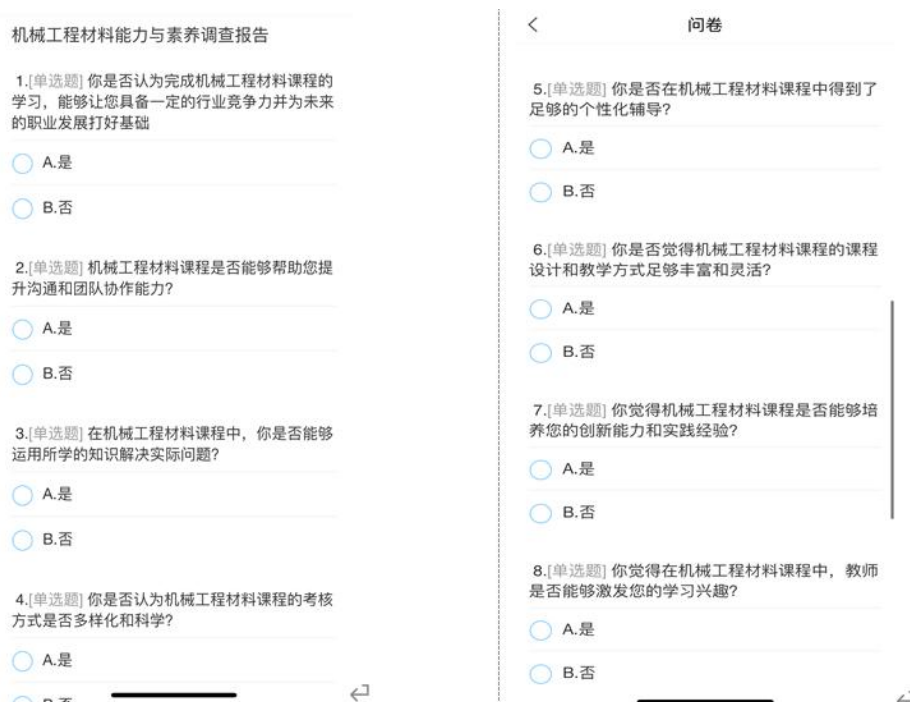 机械工程材料能力与素养调查报告
1.[单选题] 你是否认为完成机械工程材料课程的
学习，能够让您具备一定的行业竞争力并为未来
的职业发展打好基础
A.是
B.否
2.[单选题] 机械工程材料课程是否能够帮助您提
升沟通和团队协作能力?
A.是
B.否
3.[单选题] 在机械工程材料课程中，你是否能够
运用所学的知识解决实际问题?
A.是
B.否
4.[单选题] 你是否认为机械工程材料课程的考核
方式是否多样化和科学?
A.是
问卷
5.[单选题] 你是否在机械工程材料课程中得到了
足够的个性化辅导?
A.是
B.否
6.[单选题] 你是否觉得机械工程材料课程的课程
设计和教学方式足够丰富和灵活?
A.是
B.否
7.[单选题] 你觉得机械工程材料课程是否能够培
养您的创新能力和实践经验?
A.是
B.否
8.[单选题] 你觉得在机械工程材料课程中，教师
是否能够激发您的学习兴趣?
A.是
B.否